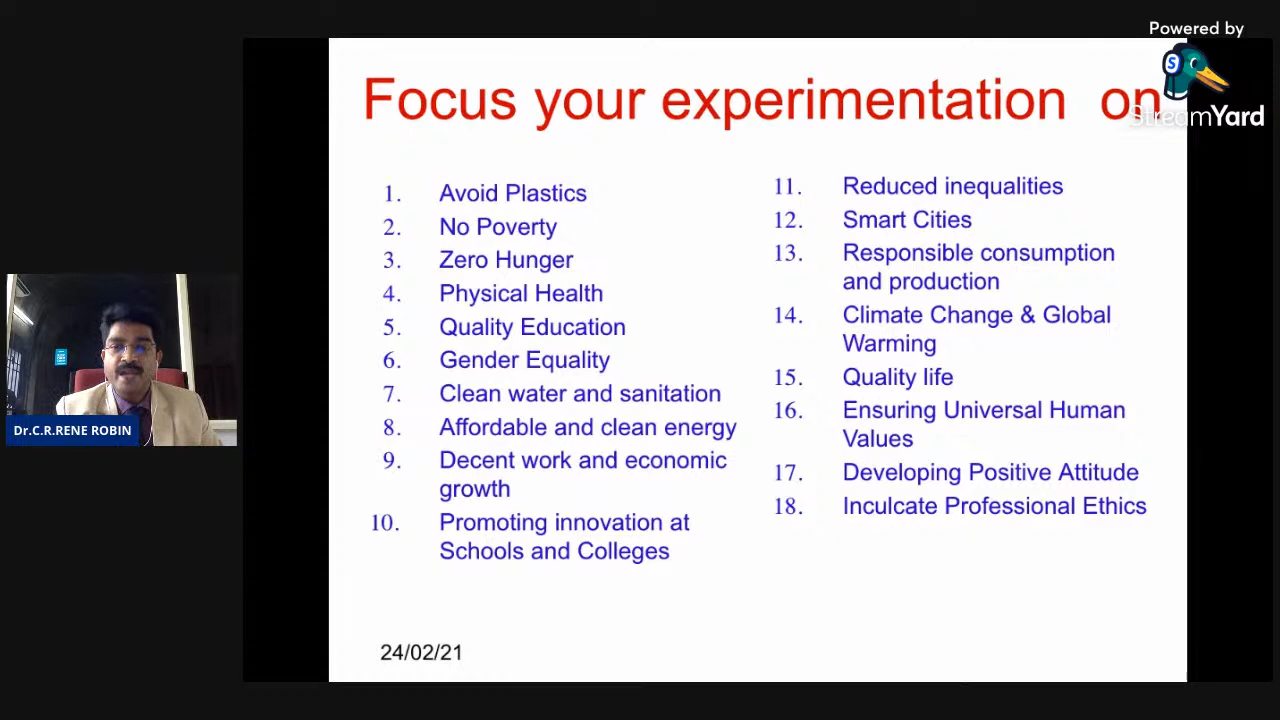 Powered by
StreamYard
Focus your experimentation on
1. Avoid Plastics
2. No Poverty
3. Zero Hunger
4. Physical Health
5. Quality Education
6. Gender Equality
7. Clean water and sanitation
8. Affordable and clean energy
9. Decent work and economic
growth
10. Promoting innovation at
Schools and Colleges
11. Reduced inequalities
12. Smart Cities
13. Responsible consumption
and production
14. Climate Change & Global
Warming
15. Quality life
16. Ensuring Universal Human
Values
17. Developing Positive Attitude
18. Inculcate Professional Ethics
24/02/21
Dr.C.R.RENE ROBIN